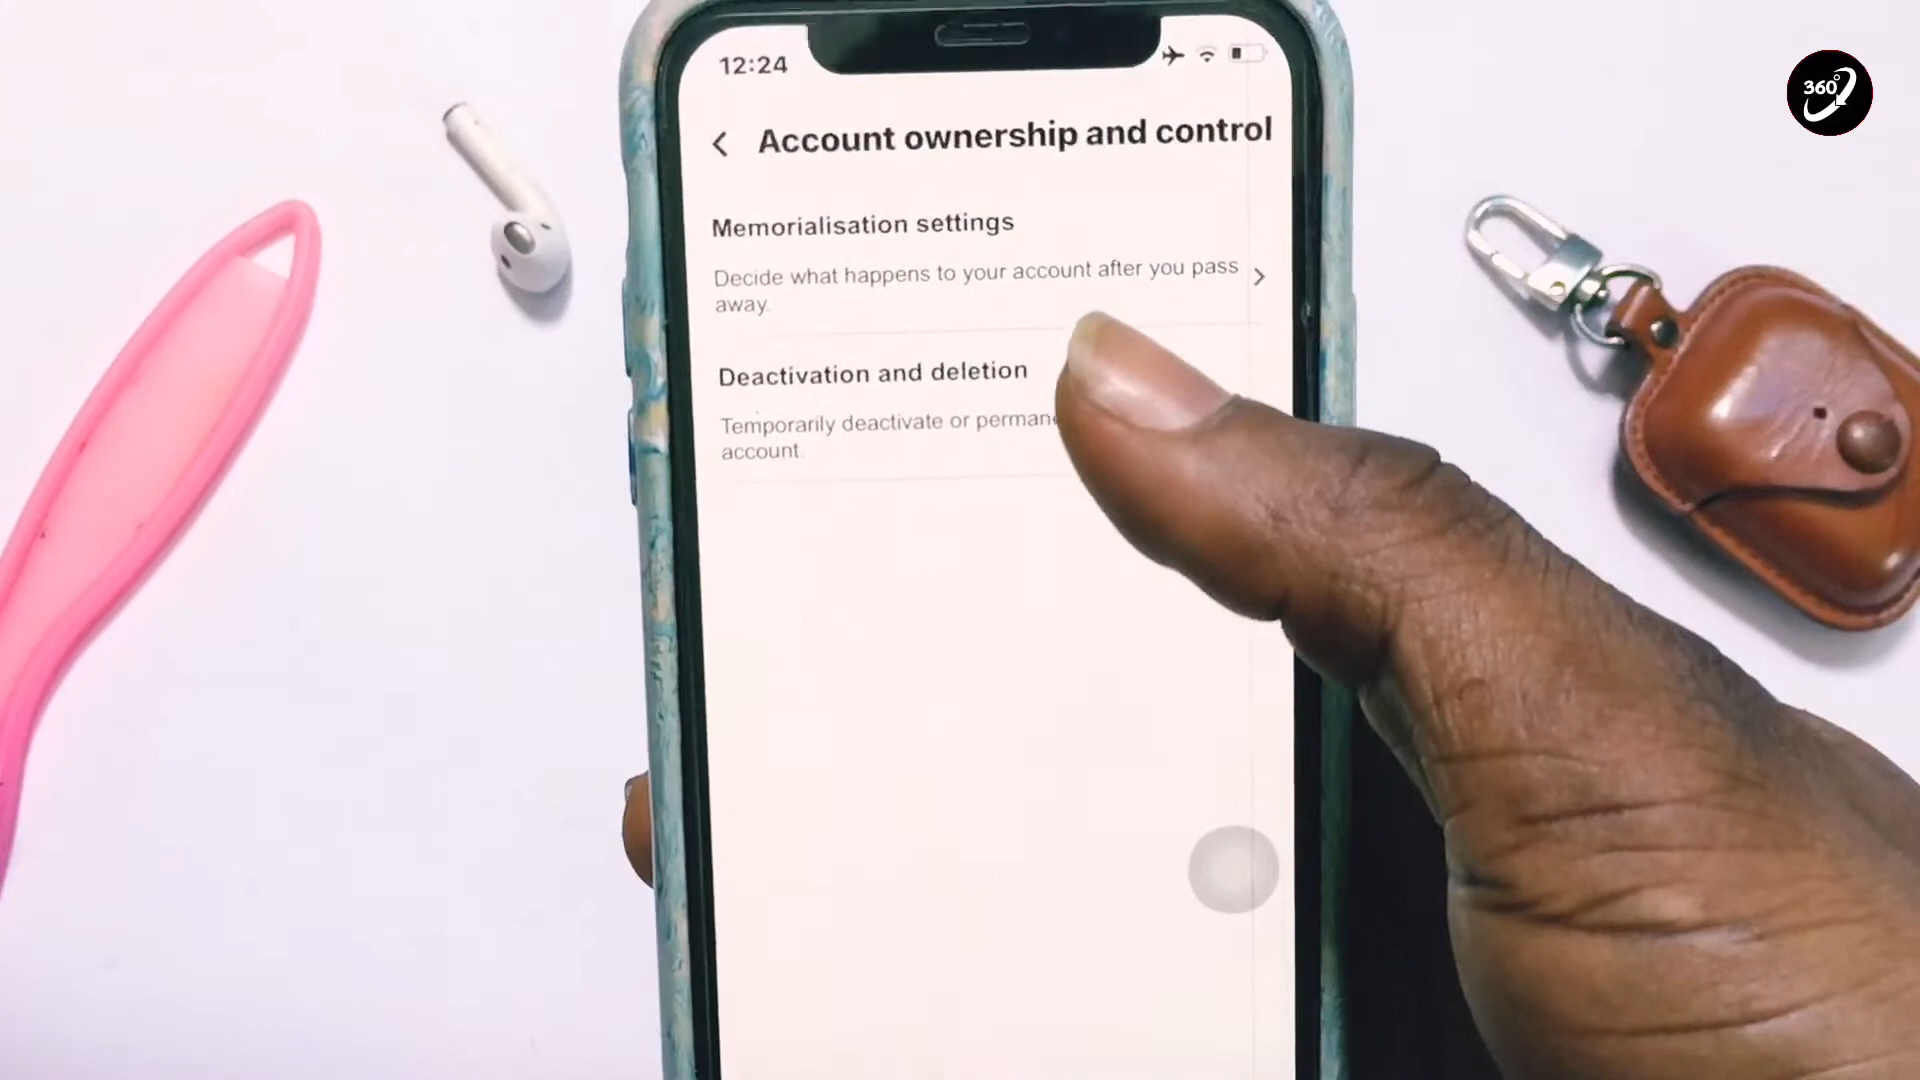 12:24
360°
Account ownership and control
Memorialisation settings
Decide what happens to your account after you pass
away.
Deactivation and deletion
Temporarily deactivate or
account.